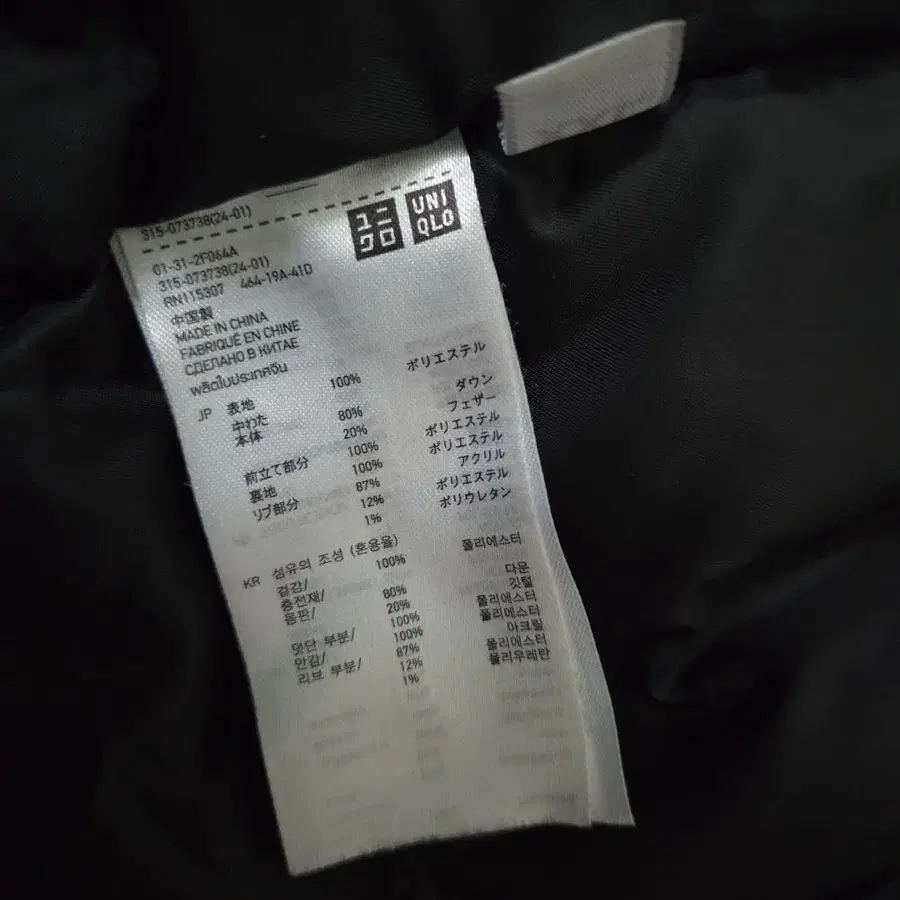 315-073738(24-01)
ユニ
クロ
UNI
QLO
01-31-2F064A
315-073738(24-01)
RN115307 464-19A-41D
中国製
MADE IN CHINA
FABRIQUÉ EN CHINE
СДЕЛАНО В КИТАЕ
ผลิตในประเทศจีน
JP 表地 100% ポリエステル
中わた
本体 80% ダウン
20% フェザー
前立て部分 100% ポリエステル
裏地 100% ポリエステル
リブ部分 87% アクリル
12% ポリエステル
1% ポリウレタン
KR 섬유의 조성 (혼용율)
겉감/ 100% 폴리에스터
충전재/
몸판/ 80% 다운
20% 깃털
덧단 부분/ 100% 폴리에스터
안감/ 100% 폴리에스터
리브 부분/ 87% 아크릴
12% 폴리에스터
1% 폴리우레탄